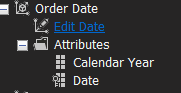 Order Date
Edit Date
Attributes
Calendar Year
Date